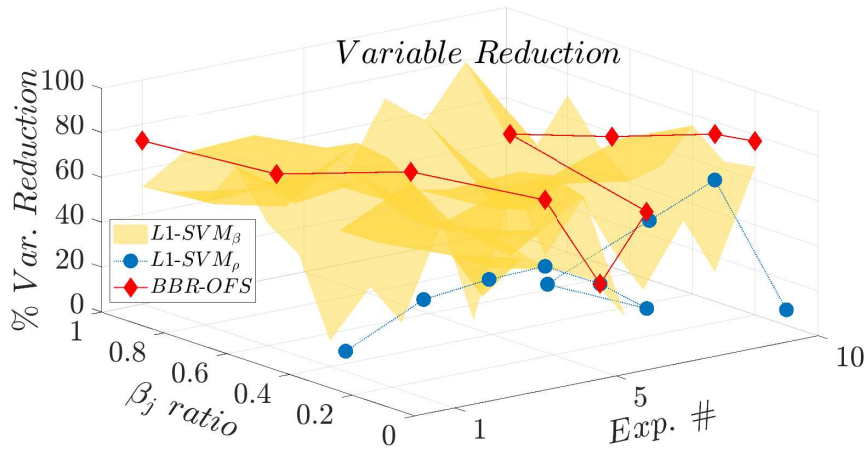 Variable Reduction
% Var. Reduction
100
80
60
40
20
0
L1-SVMβ
L1-SVMρ
BBR-OFS
1
0.8
0.6
0.4
0.2
0
βj ratio
1
5
10
Exp. #